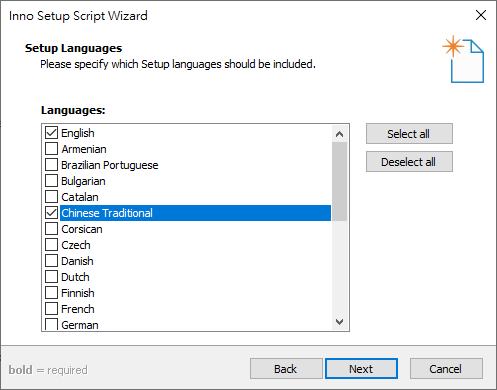 Inno Setup Script Wizard
Setup Languages
Please specify which Setup languages should be included.
Languages:
English
Armenian
Brazilian Portuguese
Bulgarian
Catalan
Chinese Traditional
Corsican
Czech
Danish
Dutch
Finnish
French
German
Select all
Deselect all
bold = required
Back
Next
Cancel